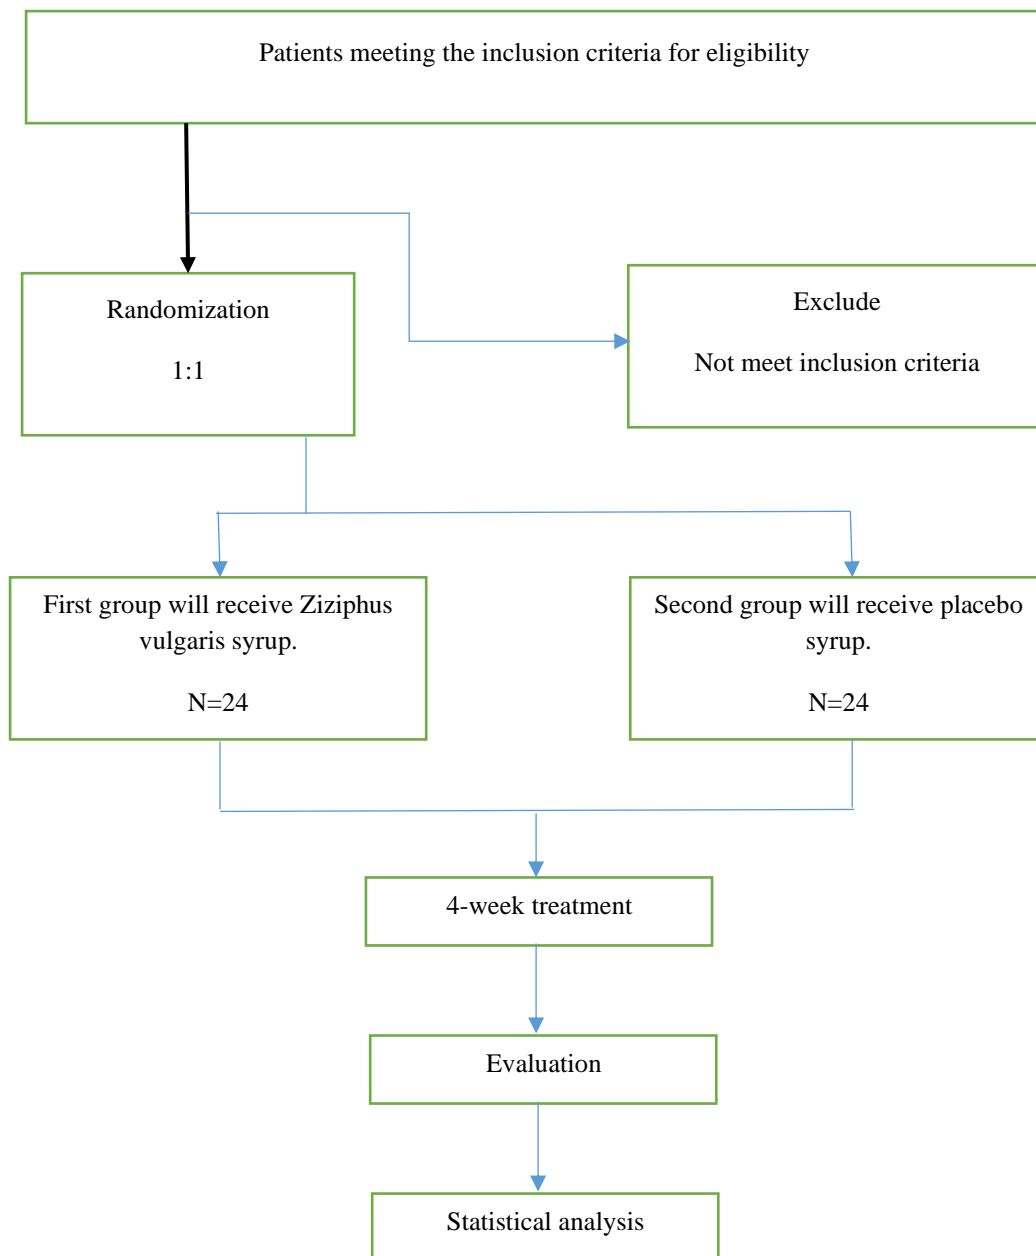 Patients meeting the inclusion criteria for eligibility
Randomization
1:1
Exclude
Not meet inclusion criteria
First group will receive Ziziphus
vulgaris syrup.
N=24
Second group will receive placebo
syrup.
N=24
4-week treatment
Evaluation
Statistical analysis